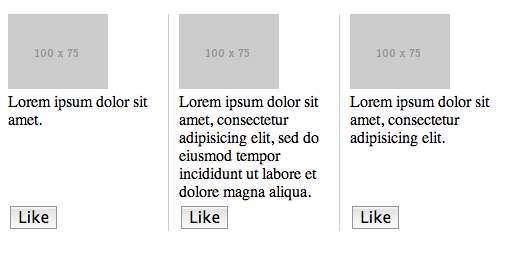 100 x 75
Lorem ipsum dolor sit
amet.
Like
100 x 75
Lorem ipsum dolor sit
amet, consectetur
adipisicing elit, sed do
eiusmod tempor
incididunt ut labore et
dolore magna aliqua.
Like
100 x 75
Lorem ipsum dolor sit
amet, consectetur
adipisicing elit.
Like